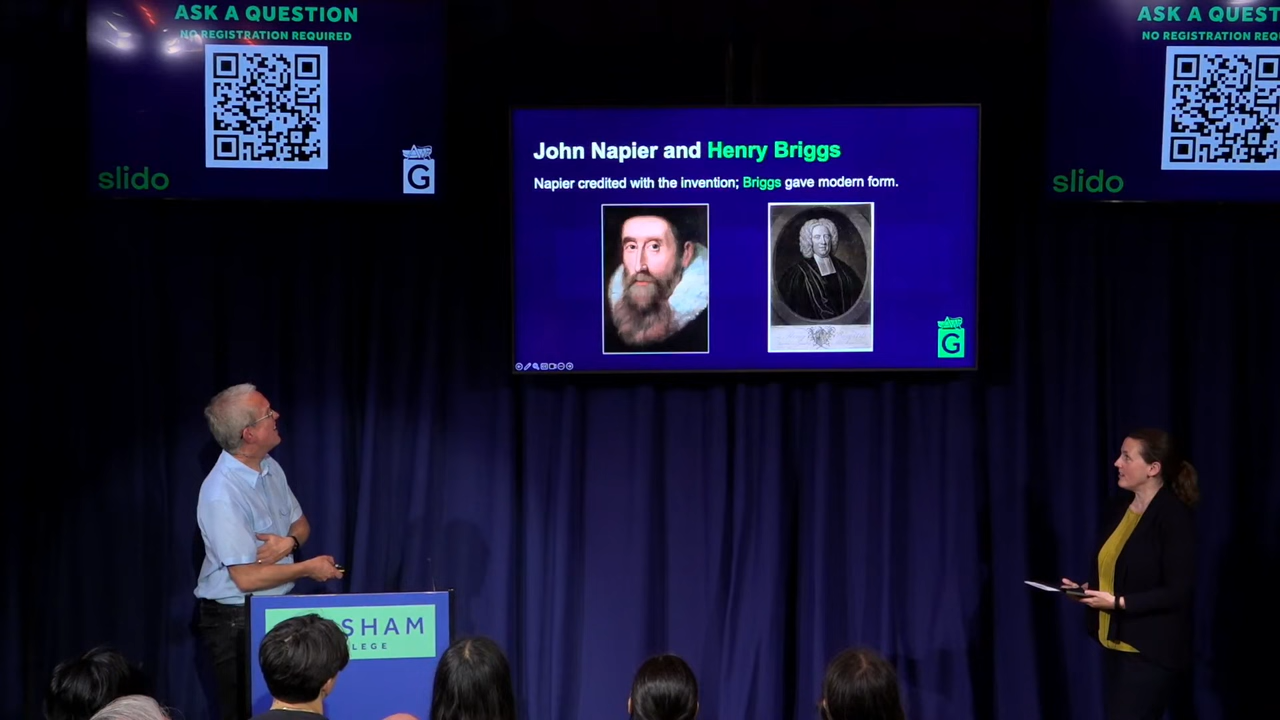 ASK A QUESTION
NO REGISTRATION REQUIRED
slido
G
John Napier and Henry Briggs
Napier credited with the invention; Briggs gave modern form.
G
ASK A QUEST
NO REGISTRATION REQU
slido
SHAM
LEGE